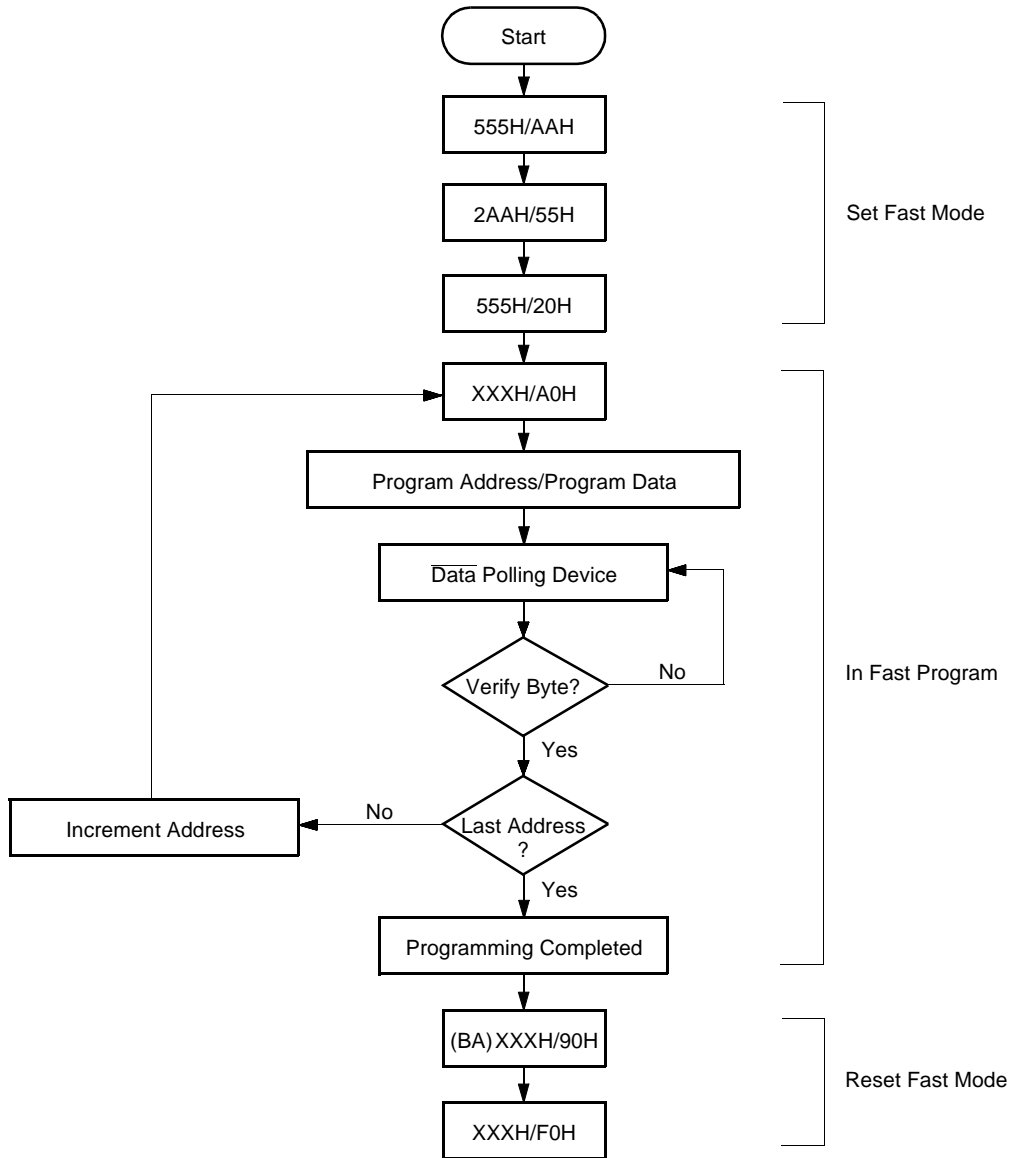 Start
555H/AAH
2AAH/55H
Set Fast Mode
555H/20H
XXXH/A0H
Program Address/Program Data
Data Polling Device
Verify Byte?
No
In Fast Program
Yes
Increment Address
No
Last Address
?
Yes
Programming Completed
(BA) XXXH/90H
Reset Fast Mode
XXXH/F0H